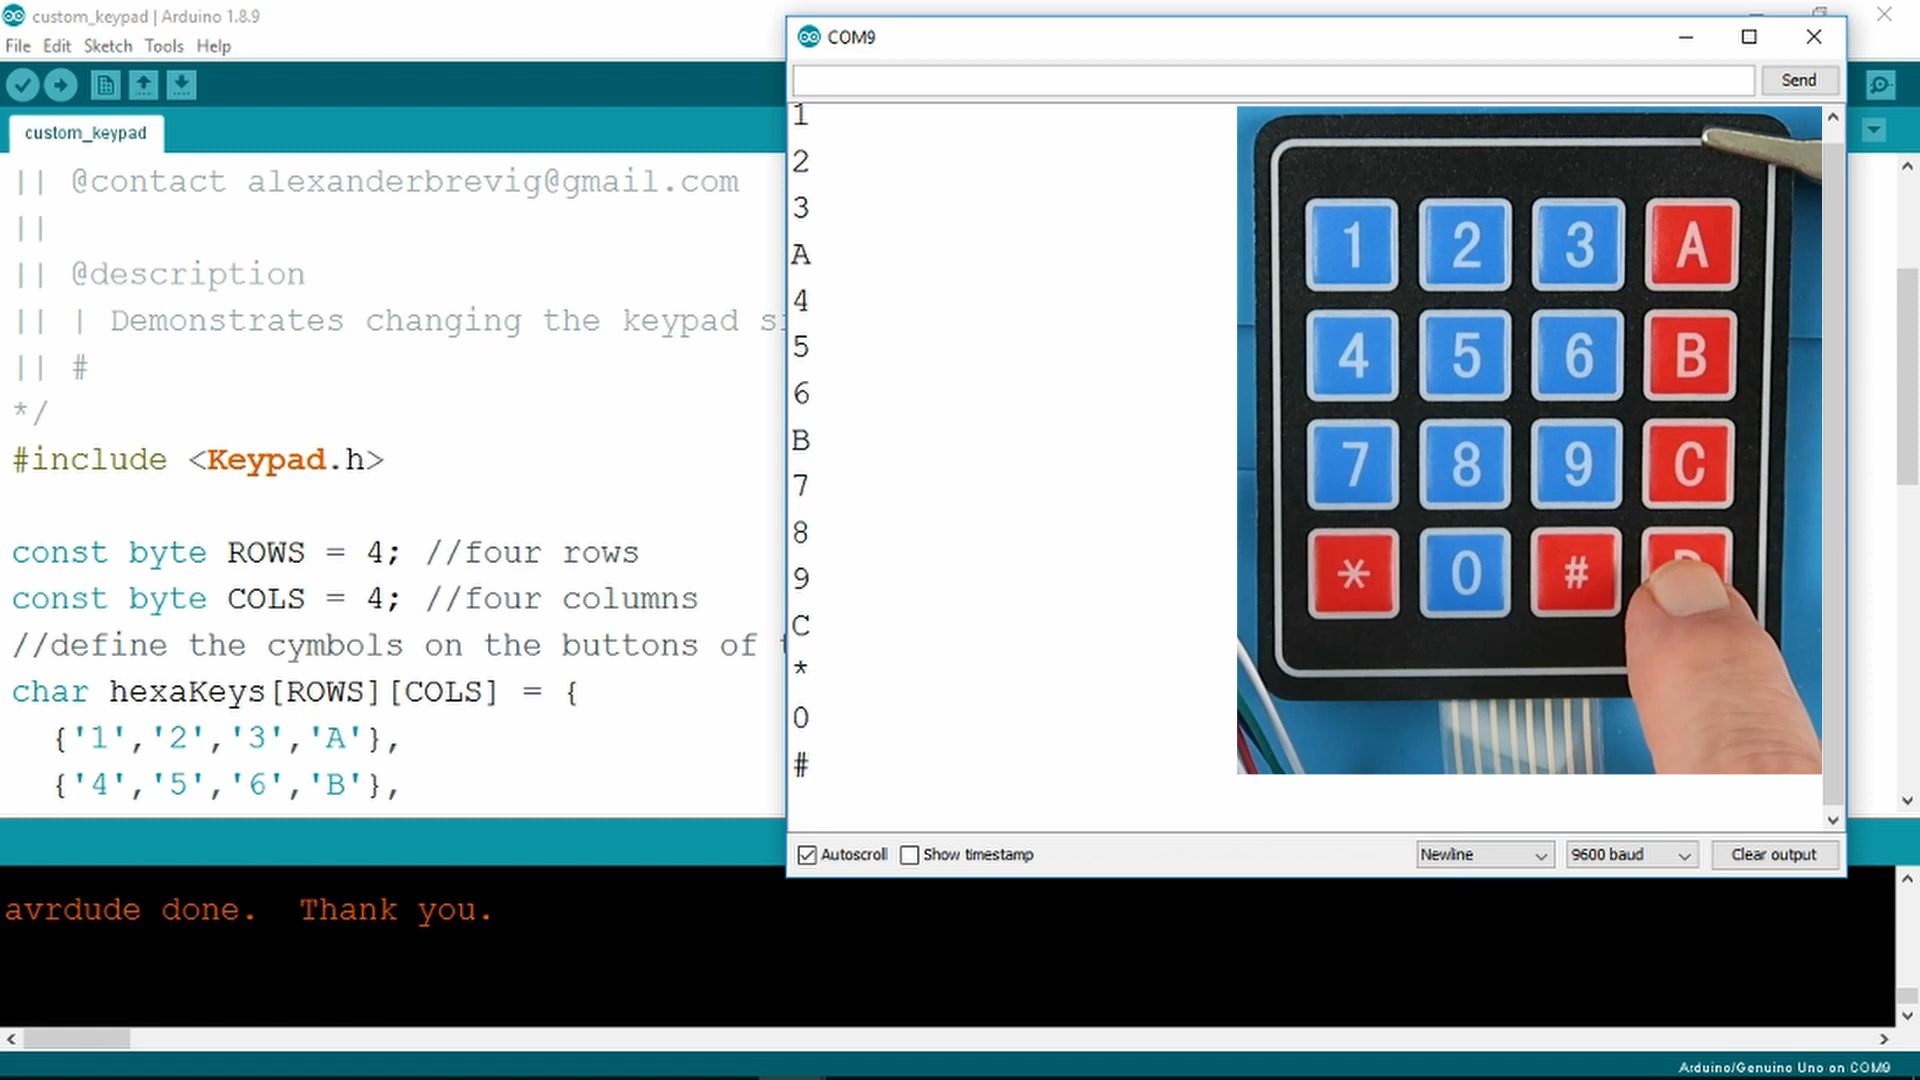 custom_keypad | Arduino 1.8.9
File Edit Sketch Tools Help
custom_keypad
|| @contact alexanderbrevig@gmail.com
||
|| @description
|| | Demonstrates changing the keypad
|| #
*/
#include <Keypad.h>
const byte ROWS = 4; //four rows
const byte COLS = 4; //four columns
//define the cymbols on the buttons of
char hexaKeys[ROWS][COLS] = {
{'1','2','3','A'},
{'4','5','6','B'},
avrdude done. Thank you.
Arduino/Genuino Uno on COM9
COM9
Send
1
2
3
A
4
5
6
B
7
8
9
C
*
0
#
1 2 3 A
4 5 6 B
7 8 9 C
* 0 #
Autoscroll Show timestamp Newline 9600 baud Clear output